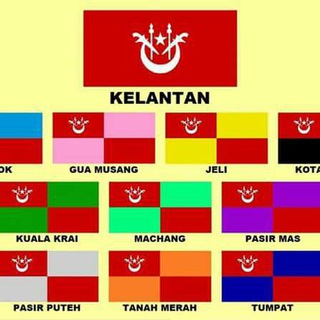 KELANTAN
OK GUA MUSANG JELI KOTA
KUALA KRAI MACHANG PASIR MAS
PASIR PUTEH TANAH MERAH TUMPAT